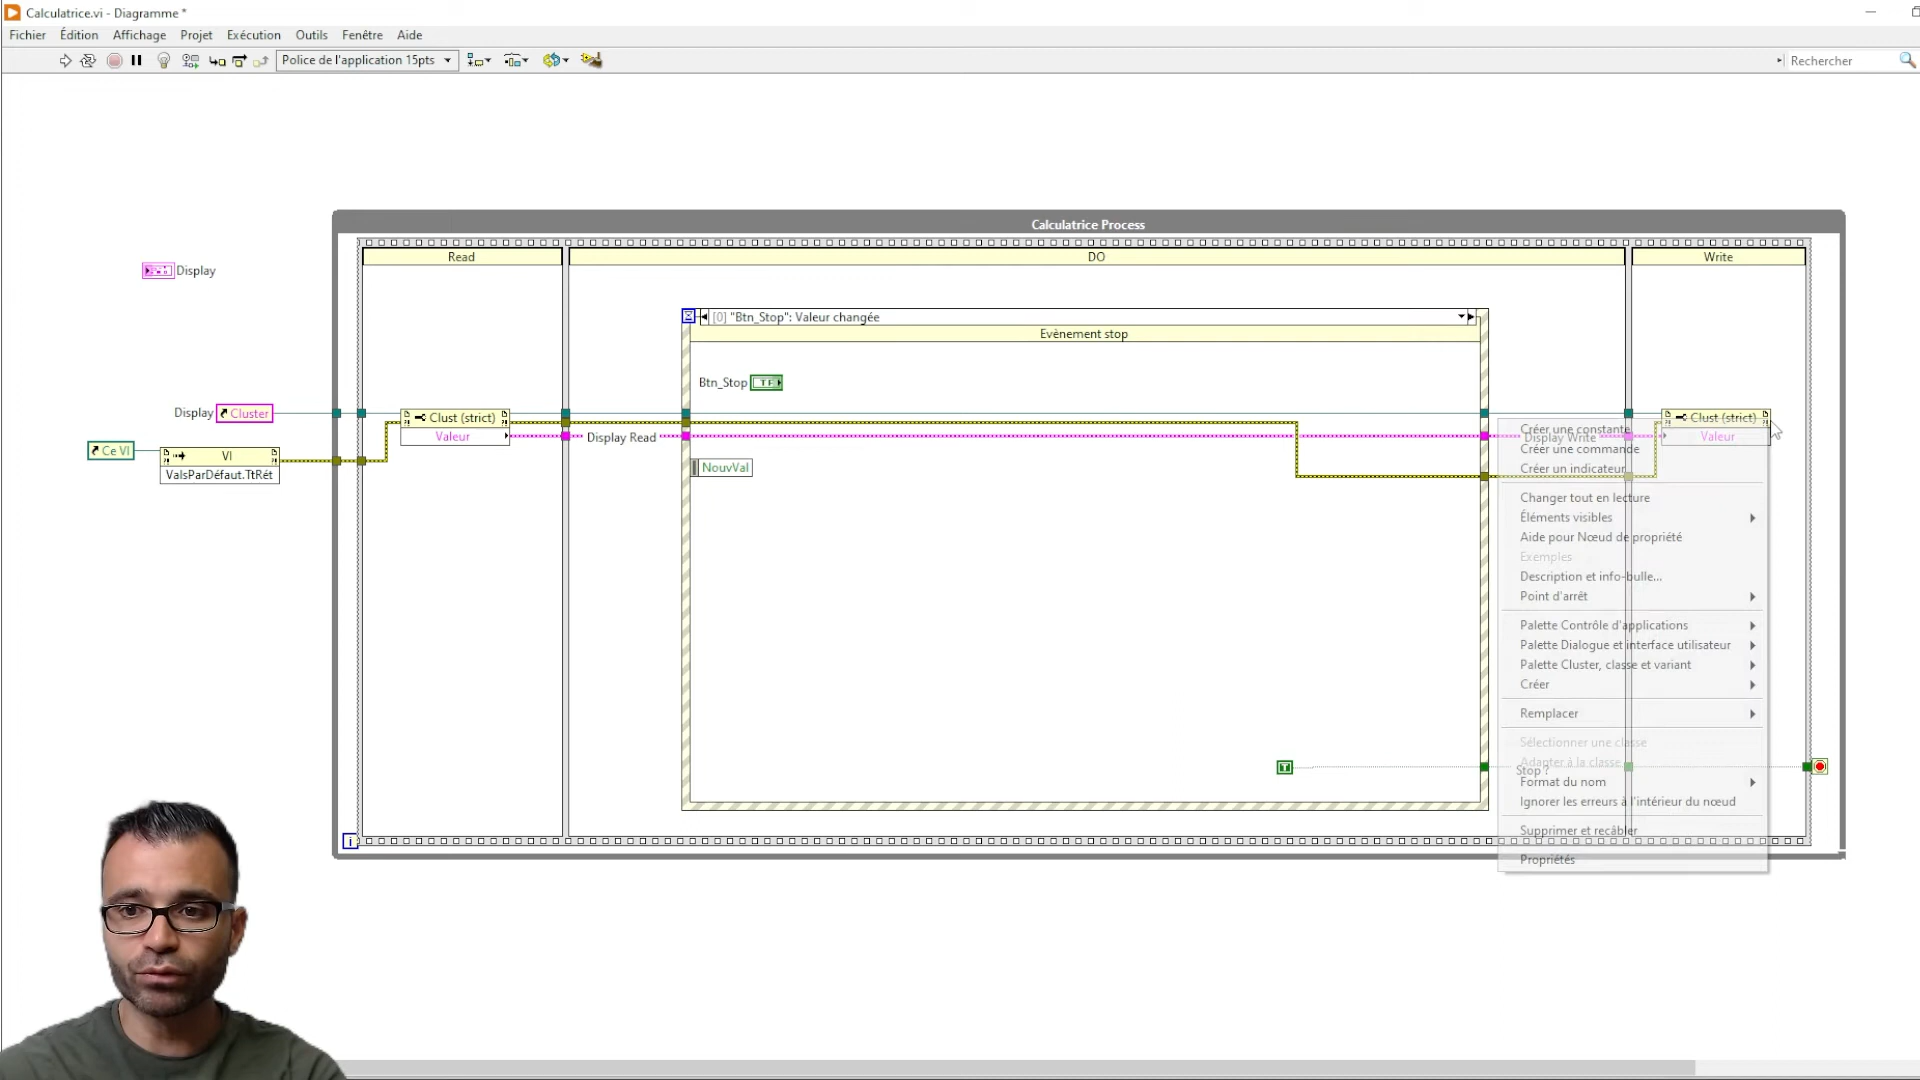 Calculatrice.vi - Diagramme *
Fichier Édition Affichage Projet Exécution Outils Fenêtre Aide
Police de l'application 15pts
Rechercher
Calculatrice Process
Read
DO
Write
Display
[0] "Btn_Stop": Valeur changée
Evènement stop
Btn_Stop
TF
Display
Cluster
Clust (strict)
Valeur
Display Read
Clust (strict)
Valeur
Display Write
Ce VI
VI
ValsParDéfaut.TtRét
NouvVal
Créer une constante
Créer une commande
Créer un indicateur
Changer tout en lecture
Éléments visibles
Aide pour Nœud de propriété
Exemples
Description et info-bulle...
Point d'arrêt
Palette Contrôle d'applications
Palette Dialogue et interface utilisateur
Palette Cluster, classe et variant
Créer
Remplacer
Sélectionner une classe
Adapter à la classe
Stop ?
Format du nom
Ignorer les erreurs à l'intérieur du nœud
Supprimer et recâbler
Propriétés
T
i